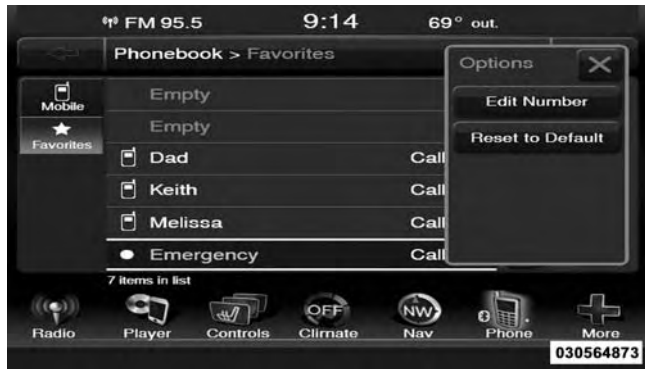 FM 95.5 9:14 69° out.
Phonebook > Favorites
Options
Mobile
Favorites
Empty
Empty
Dad Call
Keith Call
Melissa Call
Emergency Call
Edit Number
Reset to Default
7 items in list
OFF
NW
Radio Player Controls Climate Nav Phone More
030564873